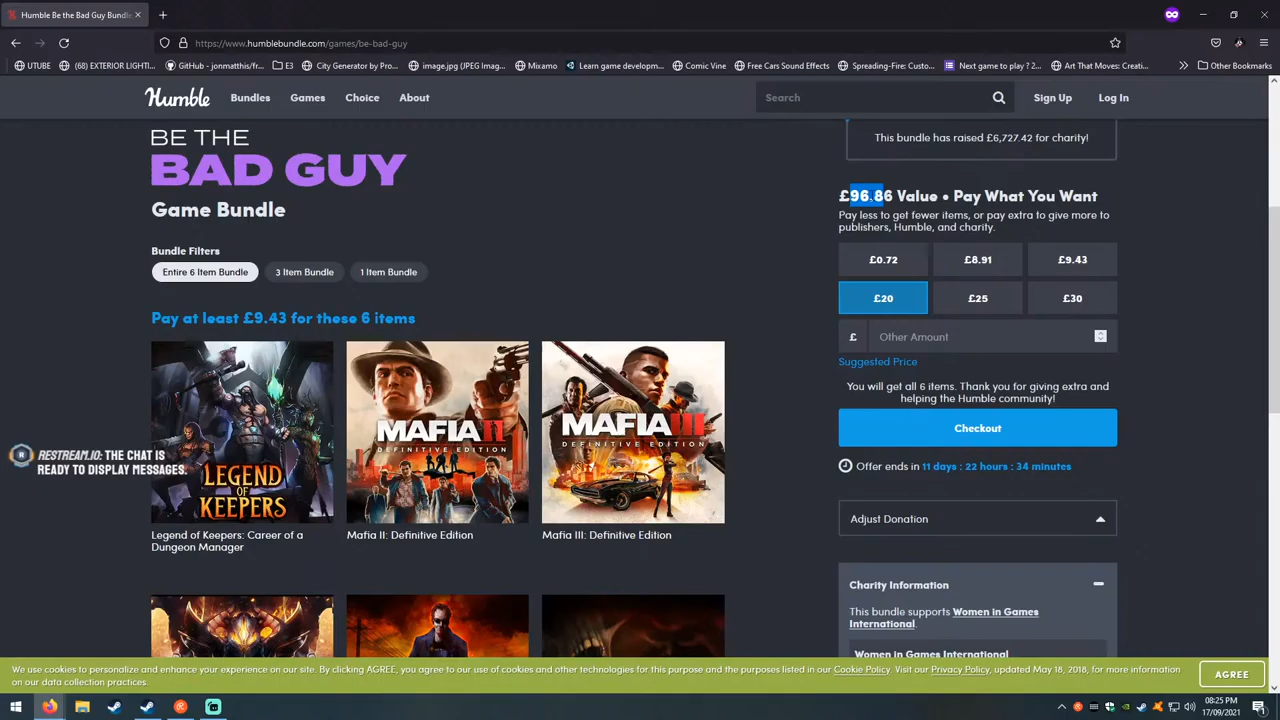 Humble Be the Bad Guy Bundle
https://www.humblebundle.com/games/be-bad-guy
UTUBE
(68) EXTERIOR LIGHTI...
GitHub - jonmatthis/fr...
E3
City Generator by Pro...
image.jpg (JPEG Imag...
Mixamo
Learn game developm...
Comic Vine
Free Cars Sound Effects
Spreading-Fire: Custo...
Next game to play ? 2...
Art That Moves: Creati...
Other Bookmarks
Humble
Bundles
Games
Choice
About
Search
Sign Up
Log In
BE THE
BAD GUY
Game Bundle
This bundle has raised £6,727.42 for charity!
£96.86 Value • Pay What You Want
Pay less to get fewer items, or pay extra to give more to
publishers, Humble, and charity.
Bundle Filters
Entire 6 Item Bundle
3 Item Bundle
1 Item Bundle
£0.72
£8.91
£9.43
£20
£25
£30
£
Other Amount
Suggested Price
Pay at least £9.43 for these 6 items
LEGEND
OF
KEEPERS
MAFIA II
DEFINITIVE EDITION
MAFIA III
DEFINITIVE EDITION
You will get all 6 items. Thank you for giving extra and
helping the Humble community!
Checkout
Offer ends in 11 days : 22 hours : 34 minutes
RESTREAM.IO: THE CHAT IS
READY TO DISPLAY MESSAGES.
Legend of Keepers: Career of a
Dungeon Manager
Mafia II: Definitive Edition
Mafia III: Definitive Edition
Adjust Donation
Charity Information
This bundle supports Women in Games
International.
Women in Games International
We use cookies to personalize and enhance your experience on our site. By clicking AGREE, you agree to our use of cookies and other technologies for this purpose and the purposes listed in our Cookie Policy. Visit our Privacy Policy, updated May 18, 2018, for more information
on our data collection practices.
AGREE
08:25 PM
17/09/2021